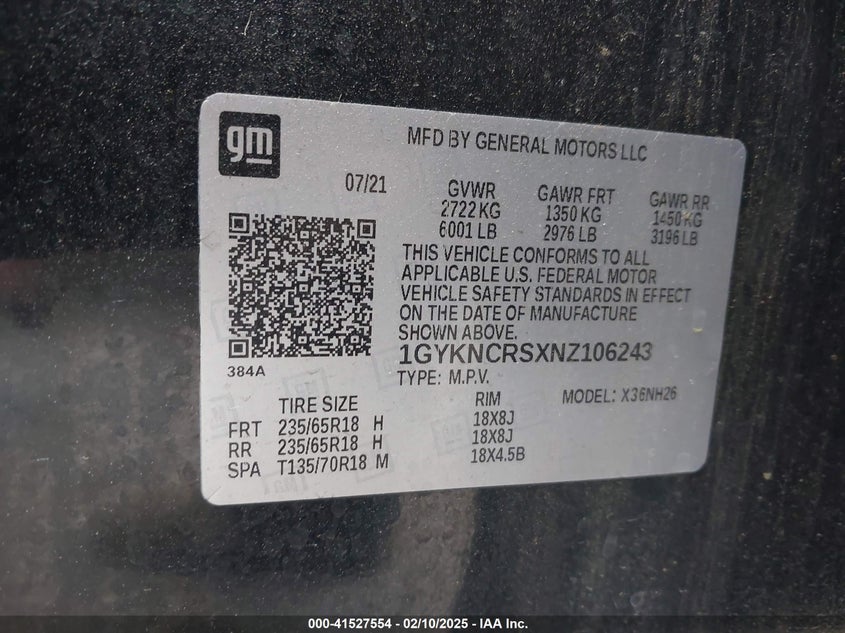 gm
MFD BY GENERAL MOTORS LLC
07/21
GVWR GAWR FRT GAWR RR
2722 KG 1350 KG 1450 KG
6001 LB 2976 LB 3196 LB
THIS VEHICLE CONFORMS TO ALL
APPLICABLE U.S. FEDERAL MOTOR
VEHICLE SAFETY STANDARDS IN EFFECT
ON THE DATE OF MANUFACTURE
SHOWN ABOVE.
1GYKNCRSXNZ106243
384A
TYPE: M.P.V.
MODEL: X36NH26
TIRE SIZE RIM
FRT 235/65R18 H 18X8J
RR 235/65R18 H 18X8J
SPA T135/70R18 M 18X4.5B
000-41527554 — 02/10/2025 — IAA Inc.